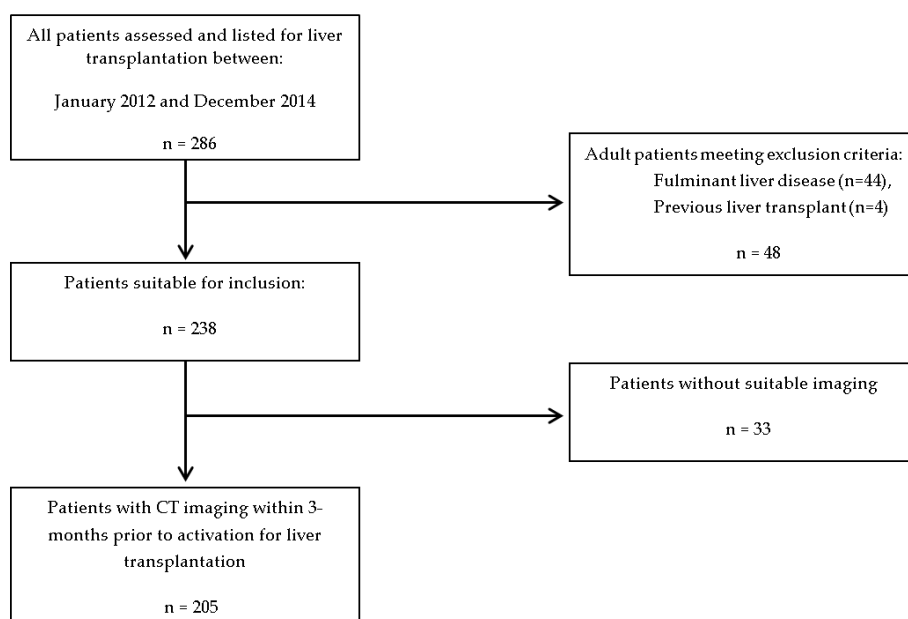 All patients assessed and listed for liver
transplantation between:
January 2012 and December 2014
n = 286
Adult patients meeting exclusion criteria:
Fulminant liver disease (n=44),
Previous liver transplant (n=4)
n = 48
Patients suitable for inclusion:
n = 238
Patients without suitable imaging
n = 33
Patients with CT imaging within 3-
months prior to activation for liver
transplantation
n = 205